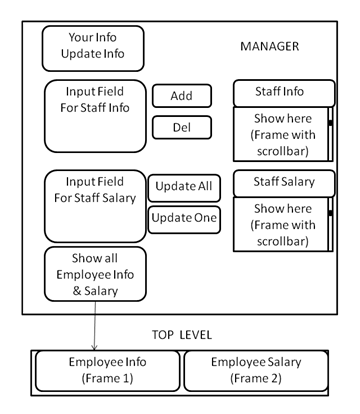 Your Info
Update Info
MANAGER
Input Field
For Staff Info
Add
Del
Staff Info
Show here
(Frame with
scrollbar)
Input Field
For Staff Salary
Update All
Update One
Staff Salary
Show here
(Frame with
scrollbar)
Show all
Employee Info
& Salary
TOP LEVEL
Employee Info
(Frame 1)
Employee Salary
(Frame 2)